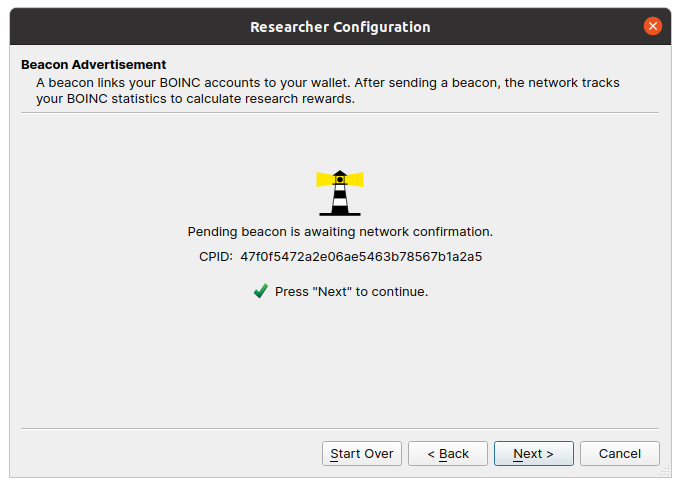 Researcher Configuration
Beacon Advertisement
A beacon links your BOINC accounts to your wallet. After sending a beacon, the network tracks
your BOINC statistics to calculate research rewards.
Pending beacon is awaiting network confirmation.
CPID: 47f0f5472a2e06ae5463b78567b1a2a5
Press "Next" to continue.
Start Over < Back Next > Cancel